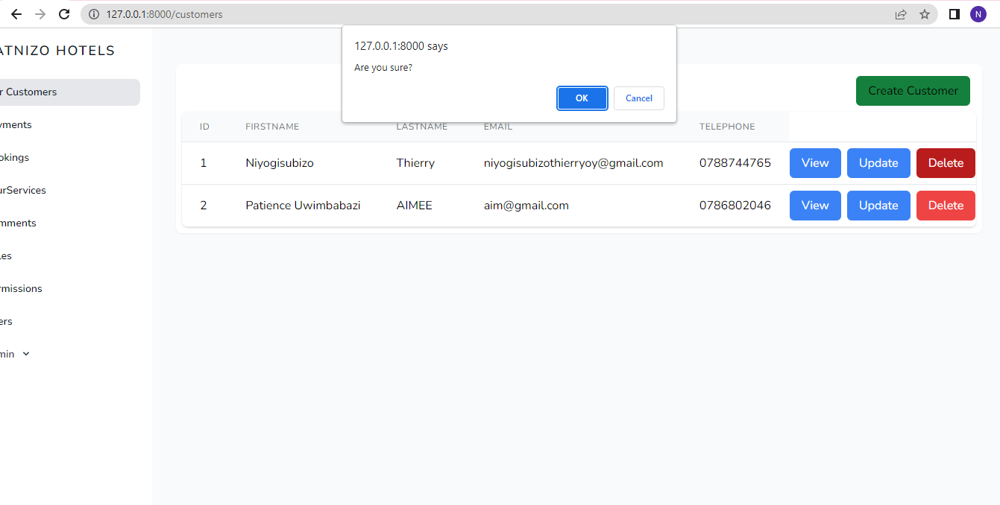 127.0.0.1:8000/customers
N
ATNIZO HOTELS
127.0.0.1:8000 says
Are you sure?
OK
Cancel
r Customers
Create Customer
yments
ID FIRSTNAME LASTNAME EMAIL TELEPHONE
okings
1 Niyogisubizo Thierry niyogisubizothierryoy@gmail.com 0788744765 View Update Delete
urServices
2 Patience Uwimbabazi AIMEE aim@gmail.com 0786802046 View Update Delete
mments
les
rmissions
ers
min